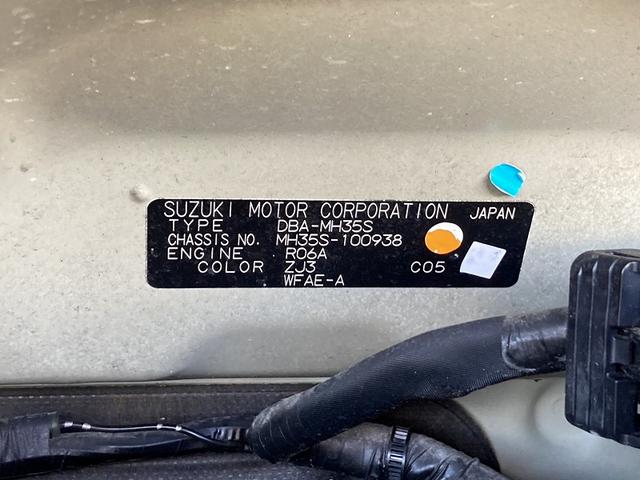 SUZUKI MOTOR CORPORATION JAPAN
TYPE DBA-MH35S
CHASSIS NO. MH35S-100938
ENGINE R06A
COLOR ZJ3 C05
WFAE-A